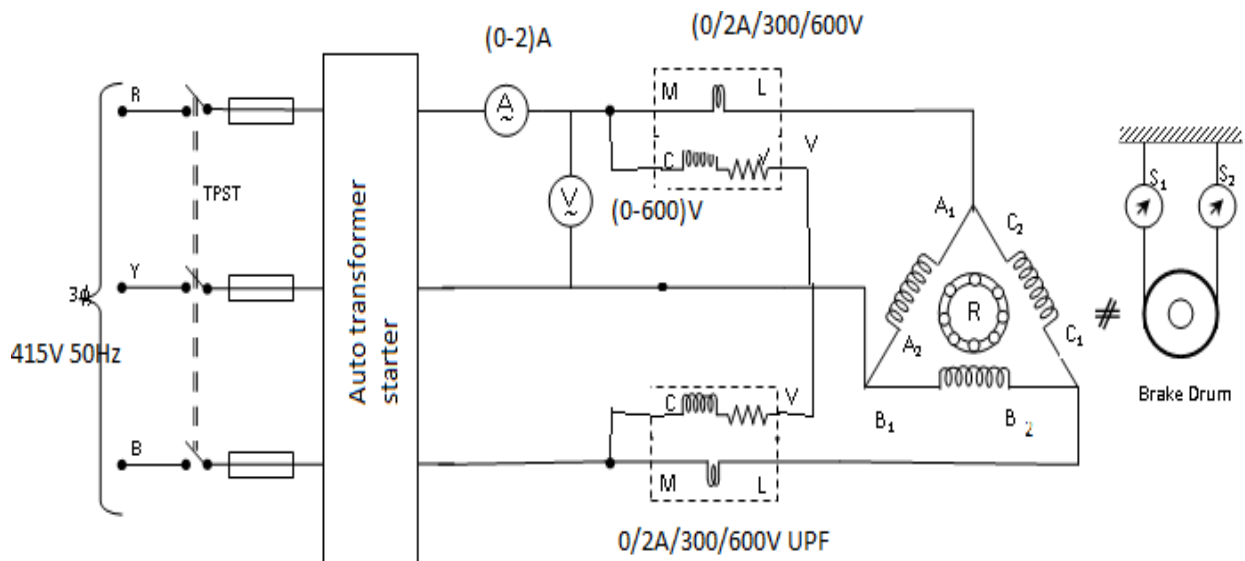 (0-2)A
(0/2A/300/600V
M L
R
A
~
C V
V
TPST
V
~
(0-600)V
S1 S2
A1 C2
Y
3ϕ
R
Auto transformer
starter
415V 50Hz
A2 C1
C V
Brake Drum
B1 B 2
B
M L
0/2A/300/600V UPF